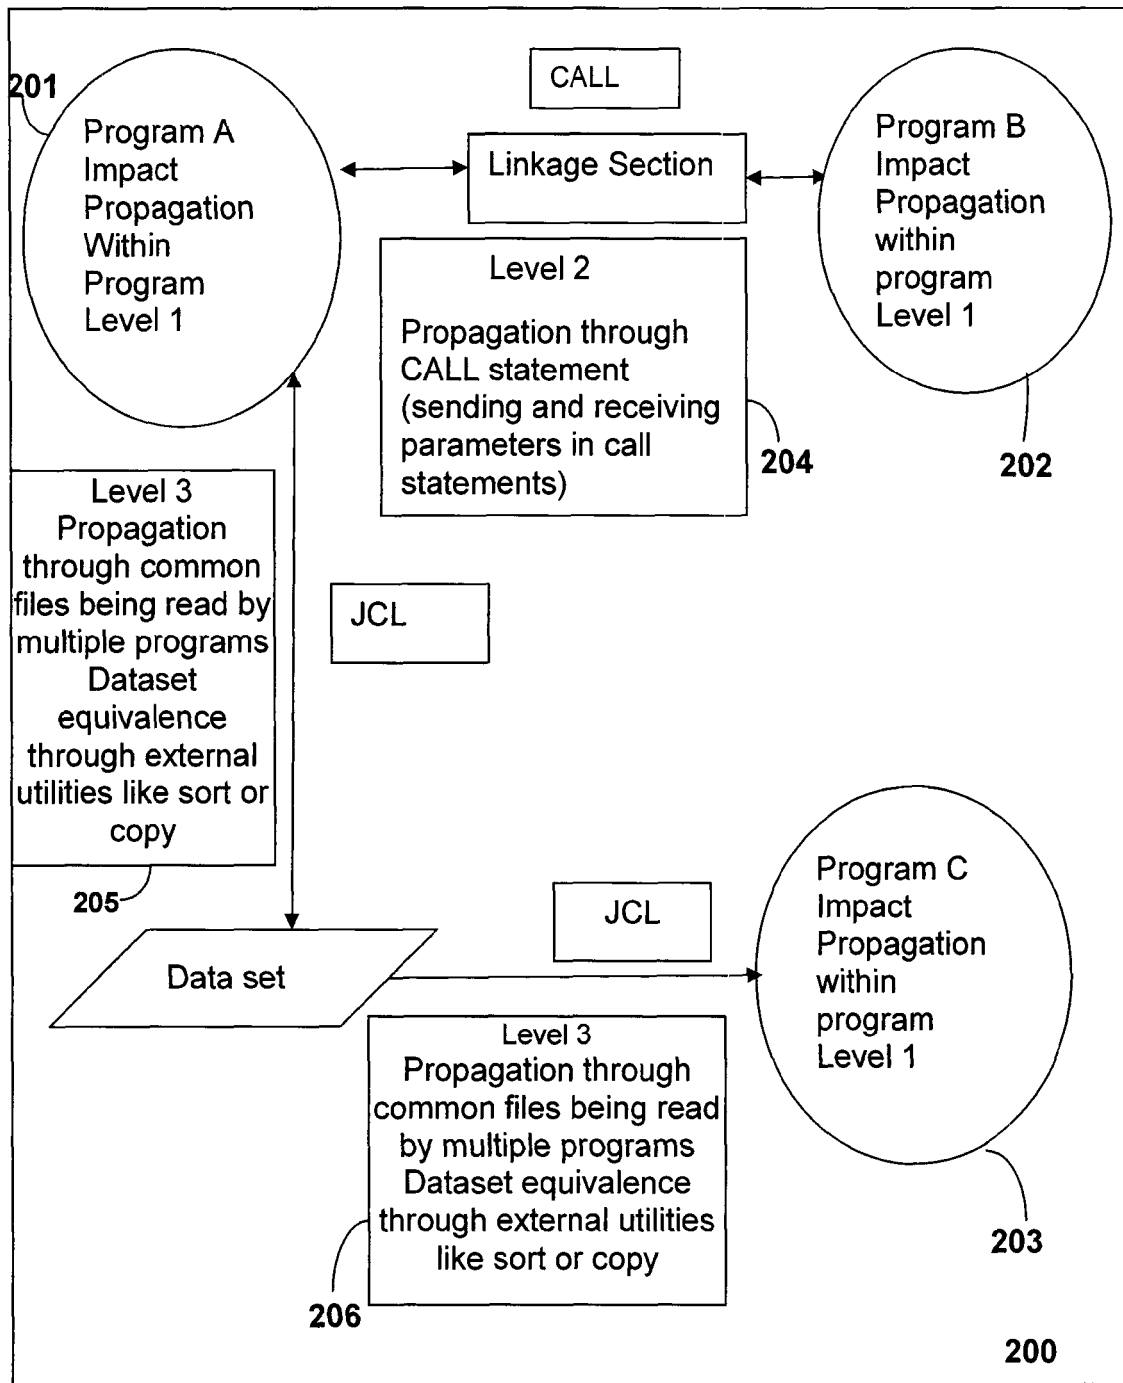 201
Program A
Impact
Propagation
Within
Program
Level 1
CALL
Linkage Section
Program B
Impact
Propagation
within
program
Level 1
202
Level 2
Propagation through
CALL statement
(sending and receiving
parameters in call
statements)
204
Level 3
Propagation
through common
files being read by
multiple programs
Dataset
equivalence
through external
utilities like sort or
copy
205
JCL
Data set
JCL
Program C
Impact
Propagation
within
program
Level 1
203
Level 3
Propagation through
common files being read
by multiple programs
Dataset equivalence
through external utilities
like sort or copy
206
200